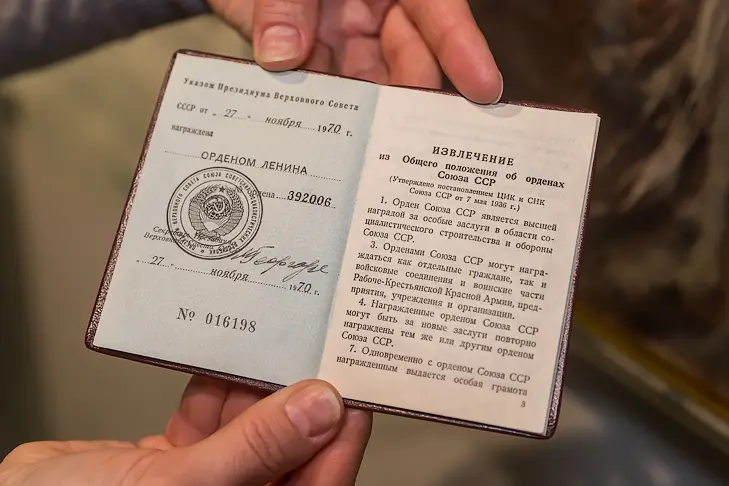 Указом Президиума Верховного Совета
СССР от „ 27 “ ноября 1970 г.
награждена
ОРДЕНОМ ЛЕНИНА
392006
Верховного
„ 27 “ ноября 1970 г.
№ 016198
ИЗВЛЕЧЕНИЕ
из Общего положения об орденах
Союза ССР
(Утверждено постановлением ЦИК и СНК
Союза ССР от 7 мая 1936 г.)
1. Орден Союза ССР является высшей
наградой за особые заслуги в области со-
циалистического строительства и обороны
Союза ССР.
3. Орденами Союза ССР могут награ-
ждаться как отдельные граждане, так и
войсковые соединения и воинские части
Рабоче-Крестьянской Красной Армии, пред-
приятия, учреждения и организации.
4. Награжденные орденом Союза ССР
могут быть за новые заслуги повторно
награждены тем же или другим орденом
Союза ССР.
7. Одновременно с орденом Союза ССР
награжденным выдается особая грамота
3